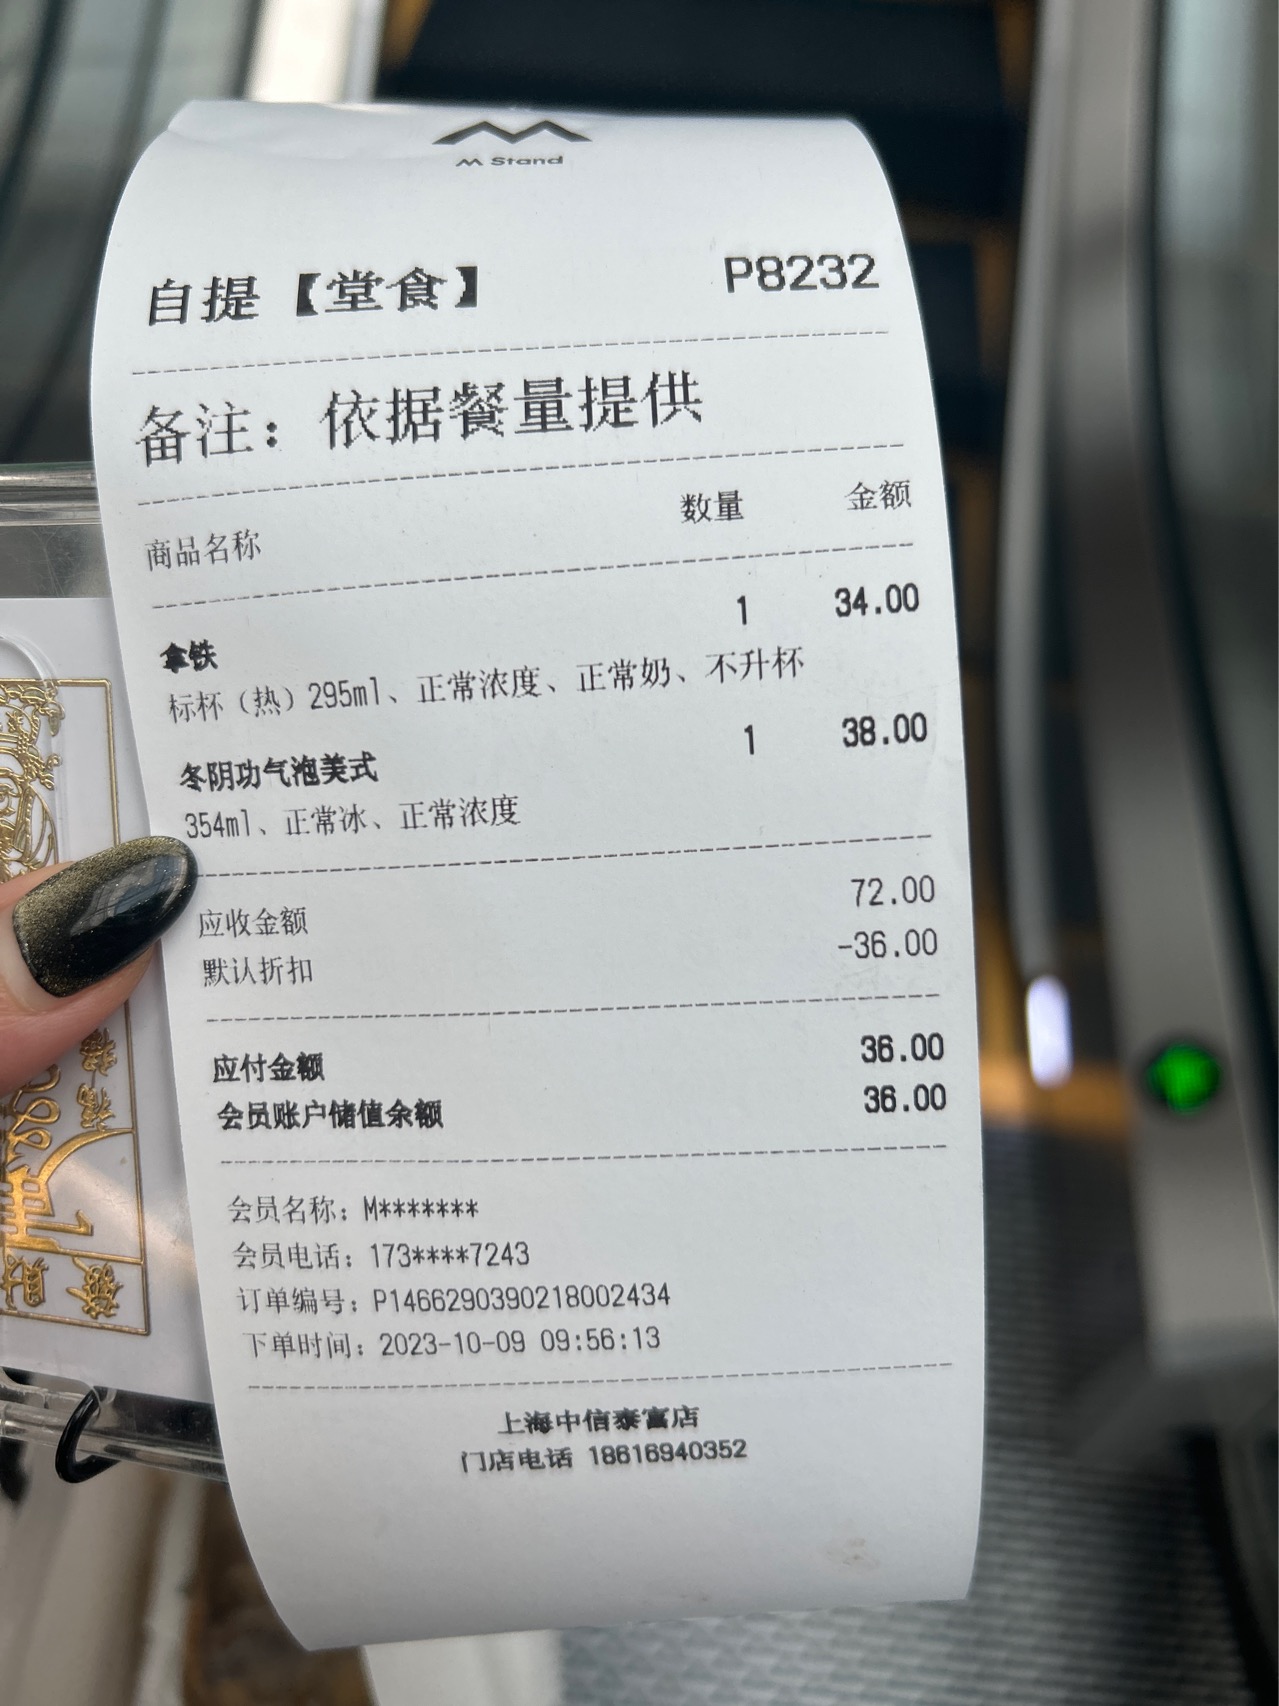 M Stand
自提【堂食】 P8232
备注：依据餐量提供
商品名称 数量 金额
拿铁 1 34.00
标杯（热）295ml、正常浓度、正常奶、不升杯
冬阴功气泡美式 1 38.00
354ml、正常冰、正常浓度
应收金额 72.00
默认折扣 -36.00
应付金额 36.00
会员账户储值余额 36.00
会员名称：M*******
会员电话：173****7243
订单编号：P1466290390218002434
下单时间：2023-10-09 09:56:13
上海中信泰富店
门店电话 18616940352